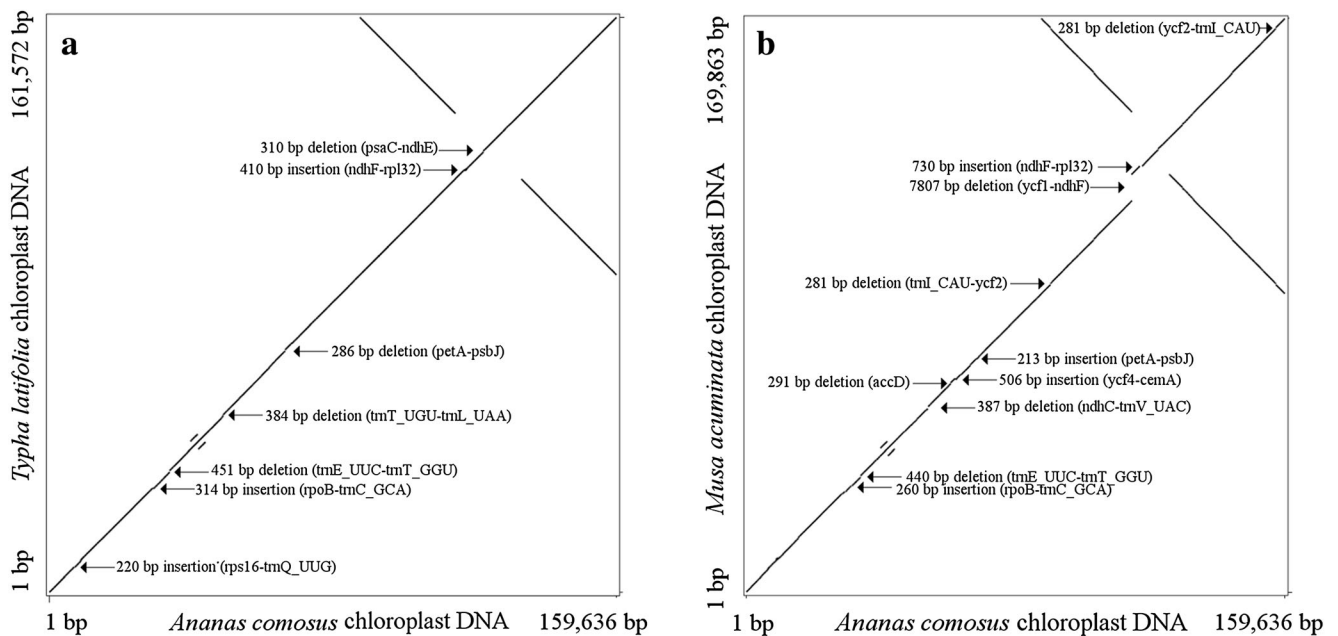 a
161,572 bp
Typha latifolia chloroplast DNA
1 bp
310 bp deletion (psaC-ndhE)
410 bp insertion (ndhF-rpl32)
286 bp deletion (petA-psbJ)
384 bp deletion (trnT_UGU-trnL_UAA)
451 bp deletion (trnE_UUC-trnT_GGU)
314 bp insertion (rpoB-trnC_GCA)
220 bp insertion (rps16-trnQ_UUG)
1 bp
Ananas comosus chloroplast DNA
159,636 bp
b
169,863 bp
Musa acuminata chloroplast DNA
1 bp
281 bp deletion (ycf2-trnI_CAU)
730 bp insertion (ndhF-rpl32)
7807 bp deletion (ycf1-ndhF)
281 bp deletion (trnI_CAU-ycf2)
213 bp insertion (petA-psbJ)
291 bp deletion (accD)
506 bp insertion (ycf4-cemA)
387 bp deletion (ndhC-trnV_UAC)
440 bp deletion (trnE_UUC-trnT_GGU)
260 bp insertion (rpoB-trnC_GCA)
1 bp
Ananas comosus chloroplast DNA
159,636 bp